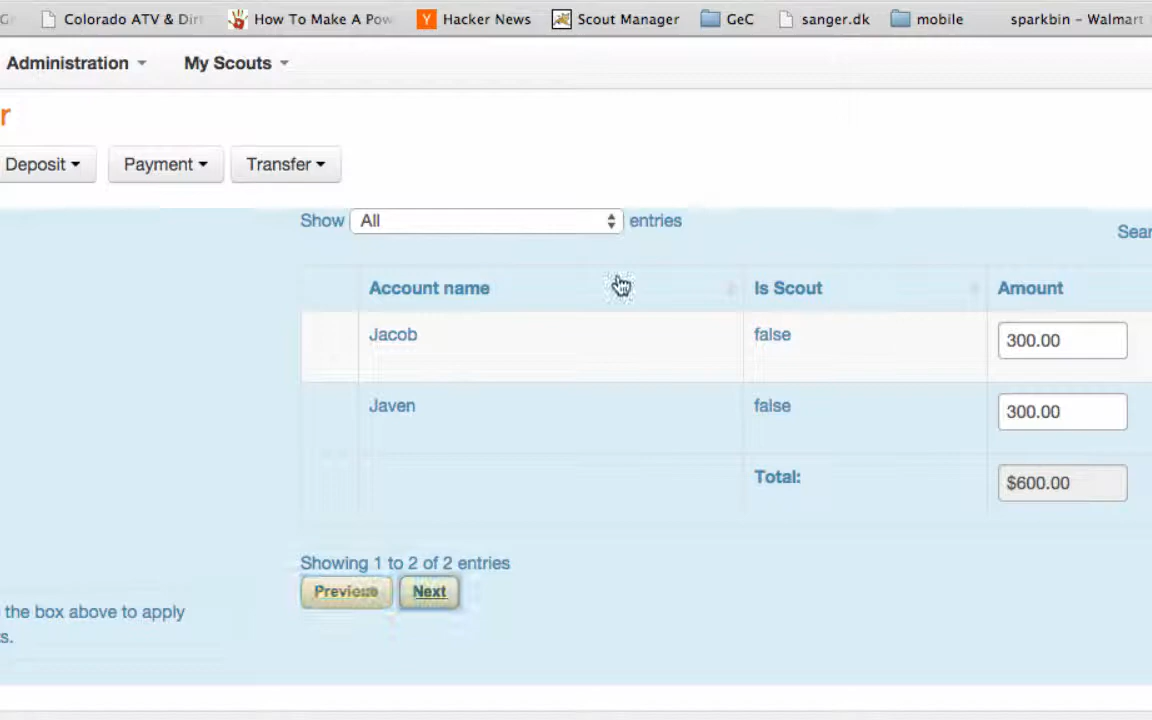 Colorado ATV & Dirt How To Make A Pow Hacker News Scout Manager GeC sanger.dk mobile sparkbin – Walmart
Administration My Scouts
r
Deposit Payment Transfer
Show All entries
Sear
Account name Is Scout Amount
Jacob false 300.00
Javen false 300.00
Total: $600.00
Showing 1 to 2 of 2 entries
Previous Next
the box above to apply
s.